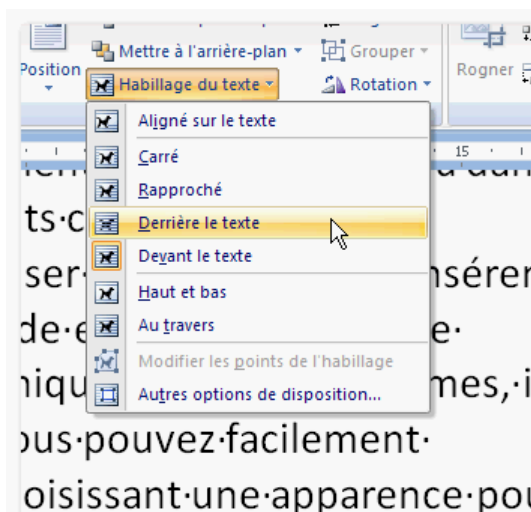 Mettre à l'arrière-plan
Grouper
Position
Habillage du texte
Rotation
Rogner
Aligné sur le texte
15
Carré
Rapproché
ts·c
Derrière le texte
Devant le texte
ser·
nsérer
Haut et bas
de·e
Au travers
e·
Modifier les points de l'habillage
niqu
mes,·i
Autres options de disposition...
ous·pouvez·facilement·
oisissant·une·apparence·pou